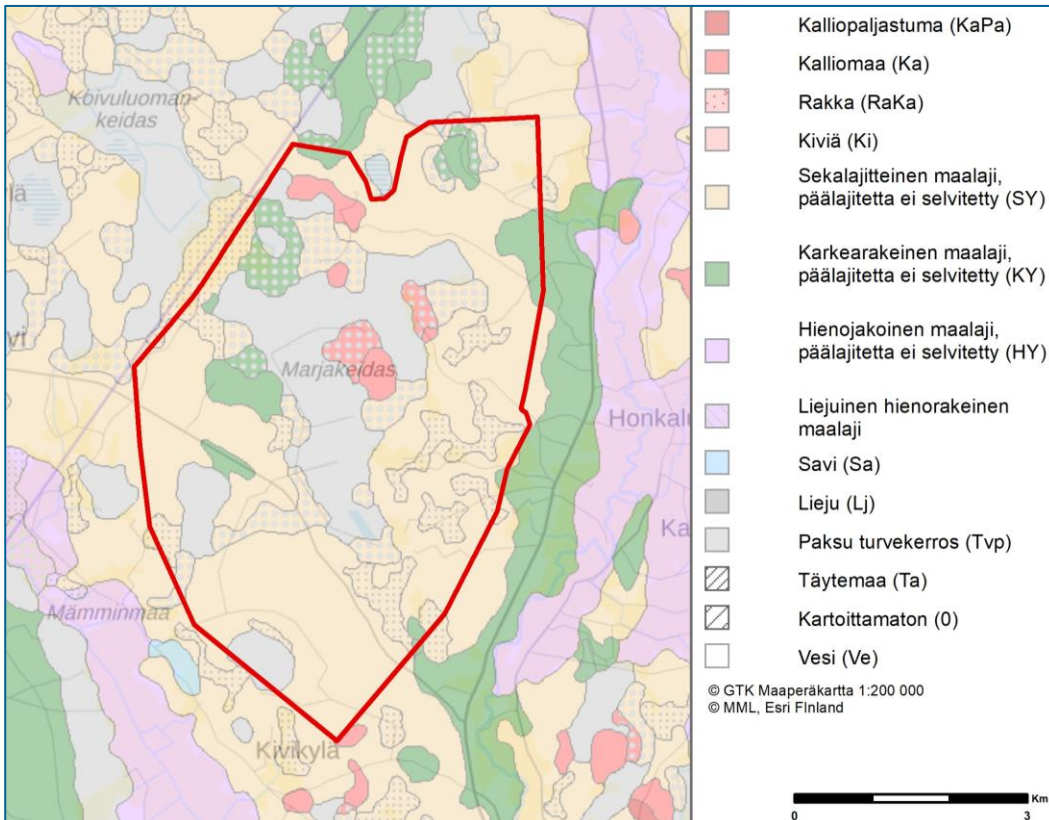 Koivuluoman-
keidas
lä
vi
Marjakeidas
Honkalu
Ka
Mämminmaa
Kivikylä
Kalliopaljastuma (KaPa)
Kalliomaa (Ka)
Rakka (RaKa)
Kiviä (Ki)
Sekalajitteinen maalaji,
päälajitetta ei selvitetty (SY)
Karkearakeinen maalaji,
päälajitetta ei selvitetty (KY)
Hienojakoinen maalaji,
päälajitetta ei selvitetty (HY)
Liejuinen hienorakeinen
maalaji
Savi (Sa)
Lieju (Lj)
Paksu turvekerros (Tvp)
Täytemaa (Ta)
Kartoittamaton (0)
Vesi (Ve)
© GTK Maaperäkartta 1:200 000
© MML, Esri FInland
Km
0 3